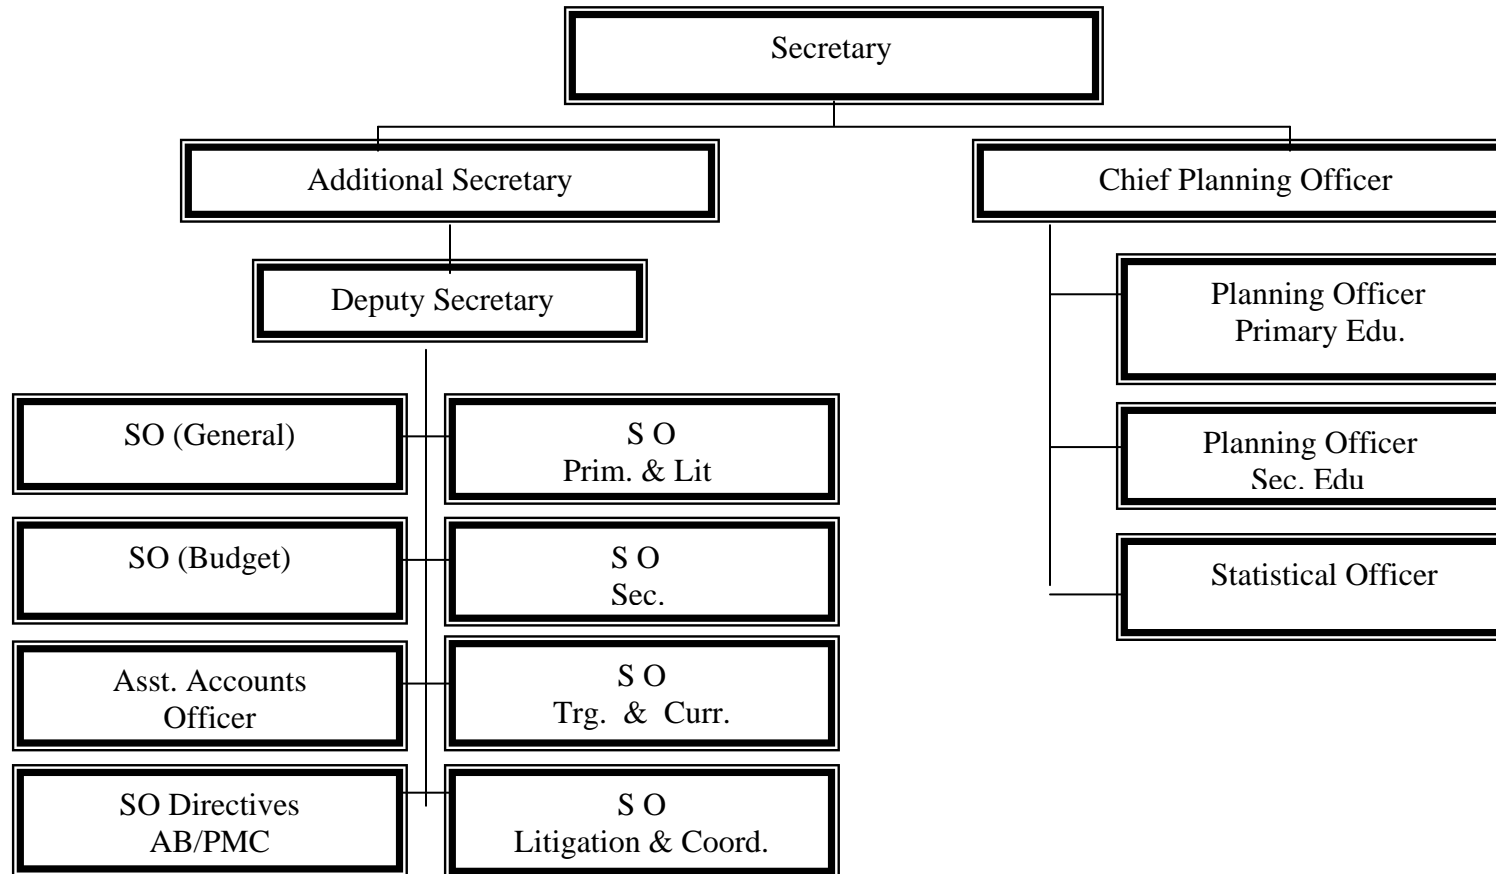 Secretary
Additional Secretary
Chief Planning Officer
Deputy Secretary
Planning Officer
Primary Edu.
SO (General)
S O
Prim. & Lit
Planning Officer
Sec. Edu
SO (Budget)
S O
Sec.
Statistical Officer
Asst. Accounts
Officer
S O
Trg. & Curr.
SO Directives
AB/PMC
S O
Litigation & Coord.